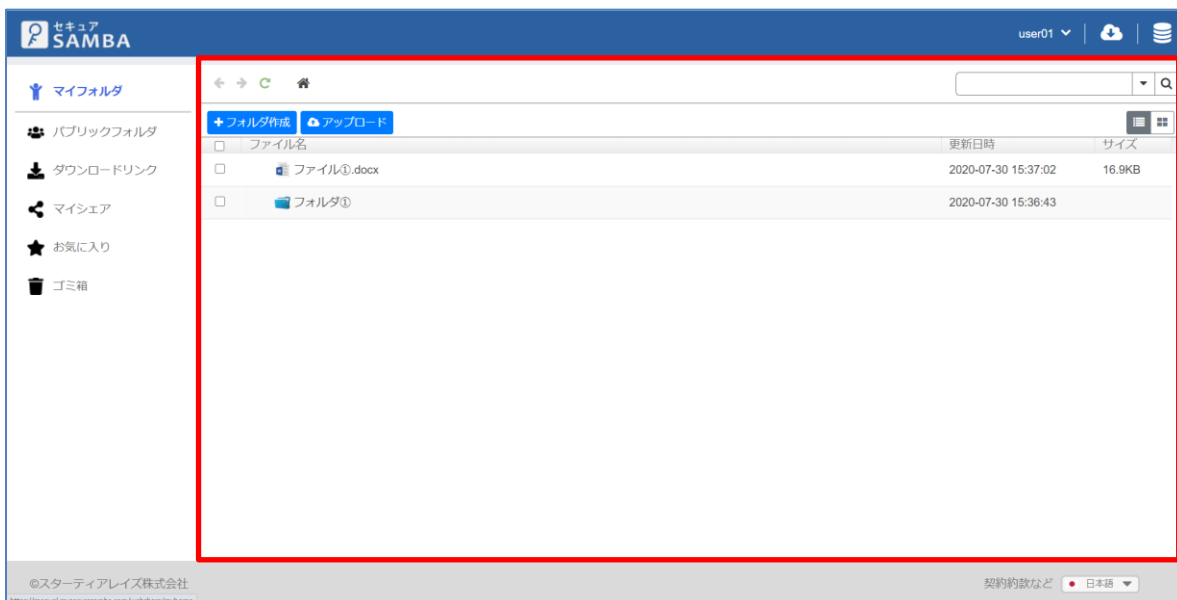 セキュア
SAMBA
user01
マイフォルダ
パブリックフォルダ
ダウンロードリンク
マイシェア
お気に入り
ゴミ箱
+フォルダ作成 アップロード
ファイル名 更新日時 サイズ
ファイル①.docx 2020-07-30 15:37:02 16.9KB
フォルダ① 2020-07-30 15:36:43
©スターティアレイズ株式会社
契約約款など 日本語